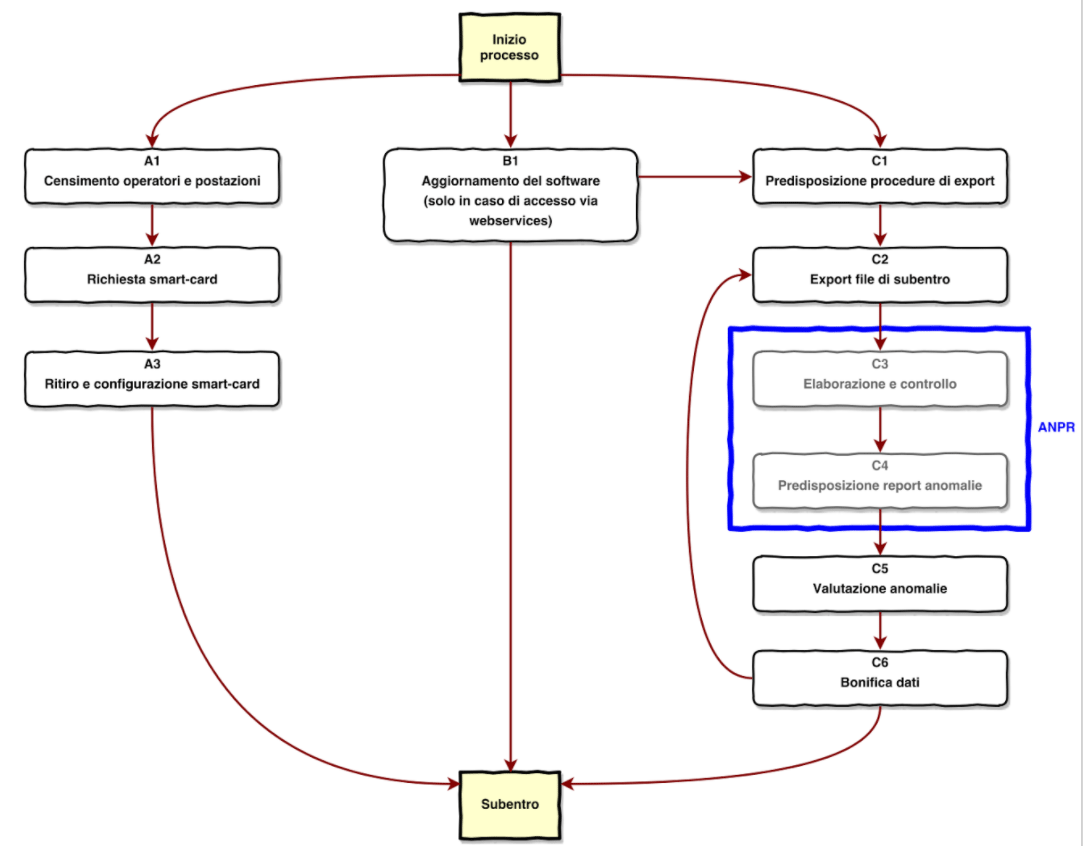 Inizio
processo
A1
Censimento operatori e postazioni
A2
Richiesta smart-card
A3
Ritiro e configurazione smart-card
B1
Aggiornamento del software
(solo in caso di accesso via
webservices)
C1
Predisposizione procedure di export
C2
Export file di subentro
C3
Elaborazione e controllo
C4
Predisposizione report anomalie
ANPR
C5
Valutazione anomalie
C6
Bonifica dati
Subentro